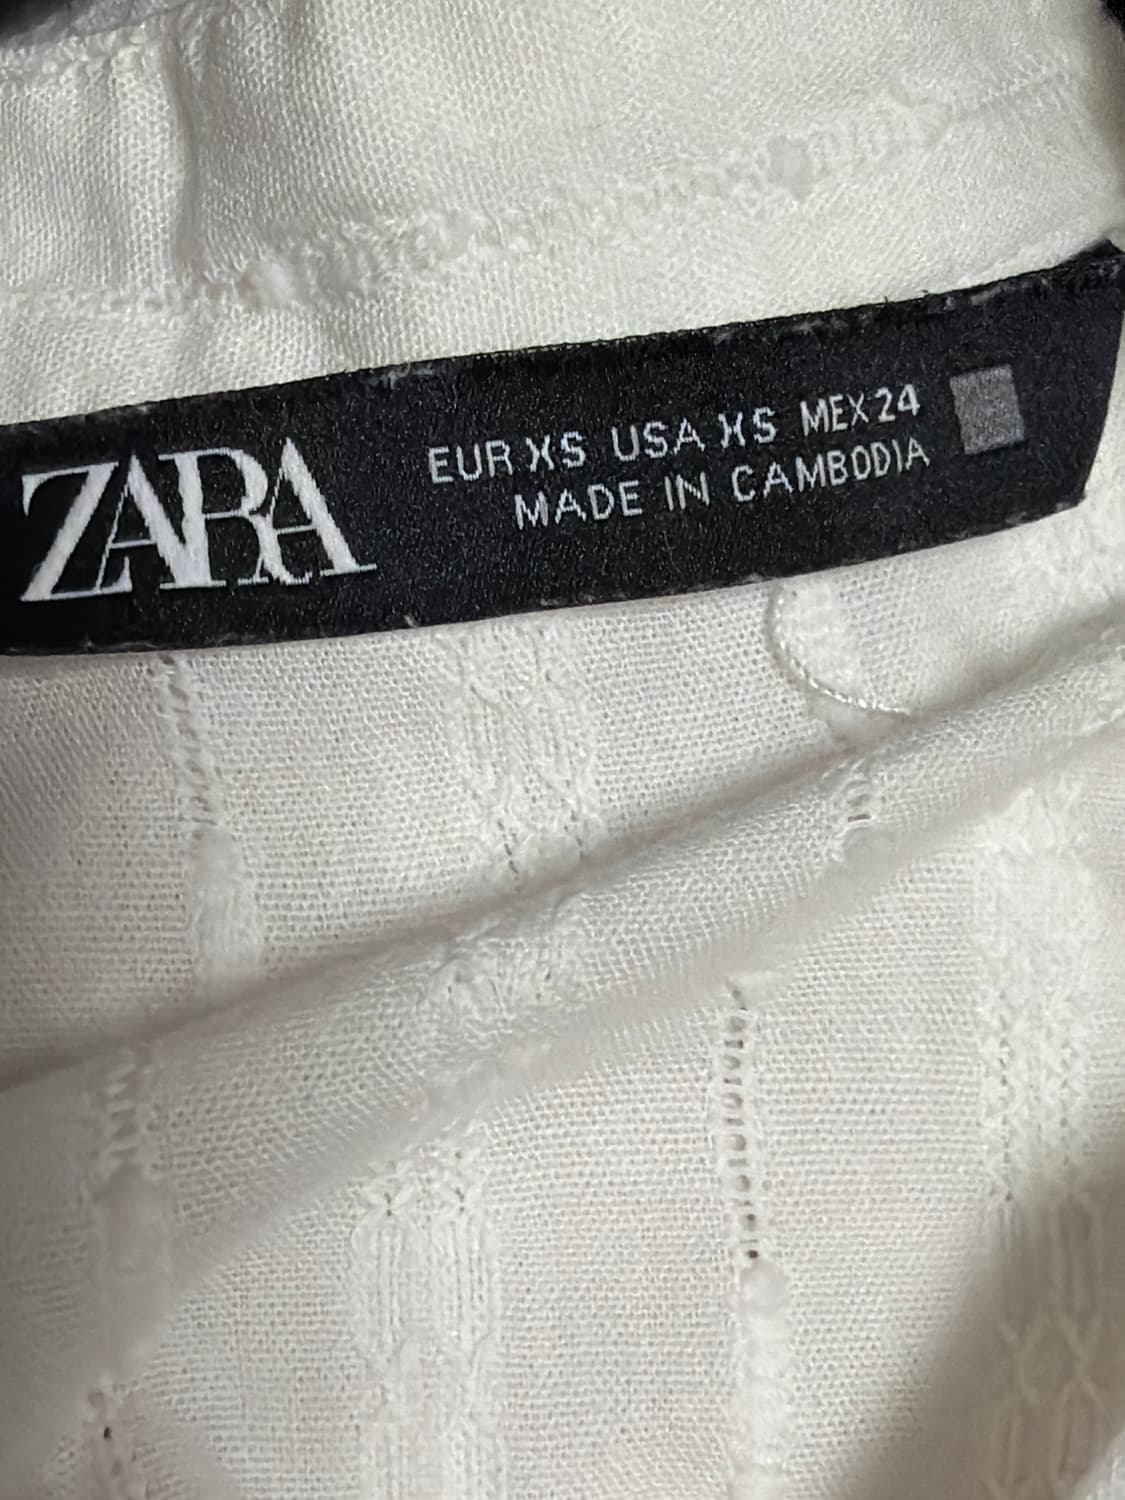 ZARA
EUR XS USA XS MEX 24
MADE IN CAMBODIA